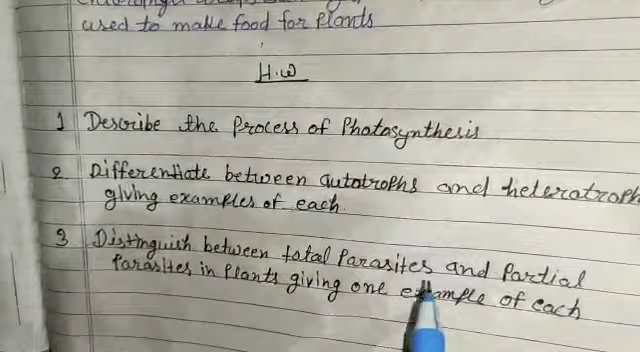 used to make food for Plants
H.W
1 Describe the Process of Photosynthesis
2 Differentiate between autotrophs and heterotroph
giving examples of each.
3 Distinguish between total Parasites and Partial
Parasites in Plants giving one example of each